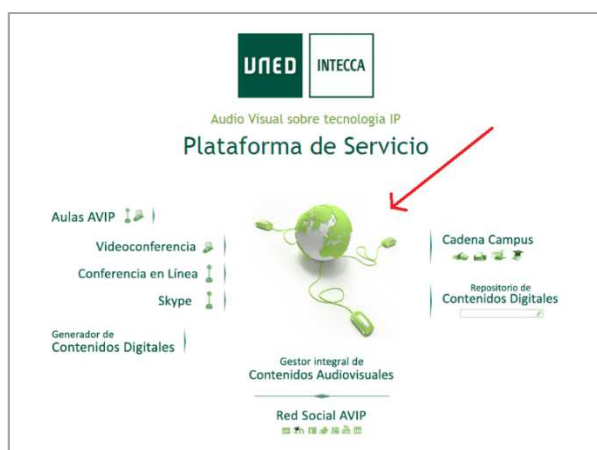 UNED
INTECCA
Audio Visual sobre tecnología IP
Plataforma de Servicio
Aulas AVIP
Videoconferencia
Conferencia en Línea
Skype
Generador de
Contenidos Digitales
Cadena Campus
Repositorio de
Contenidos Digitales
Gestor integral de
Contenidos Audiovisuales
Red Social AVIP